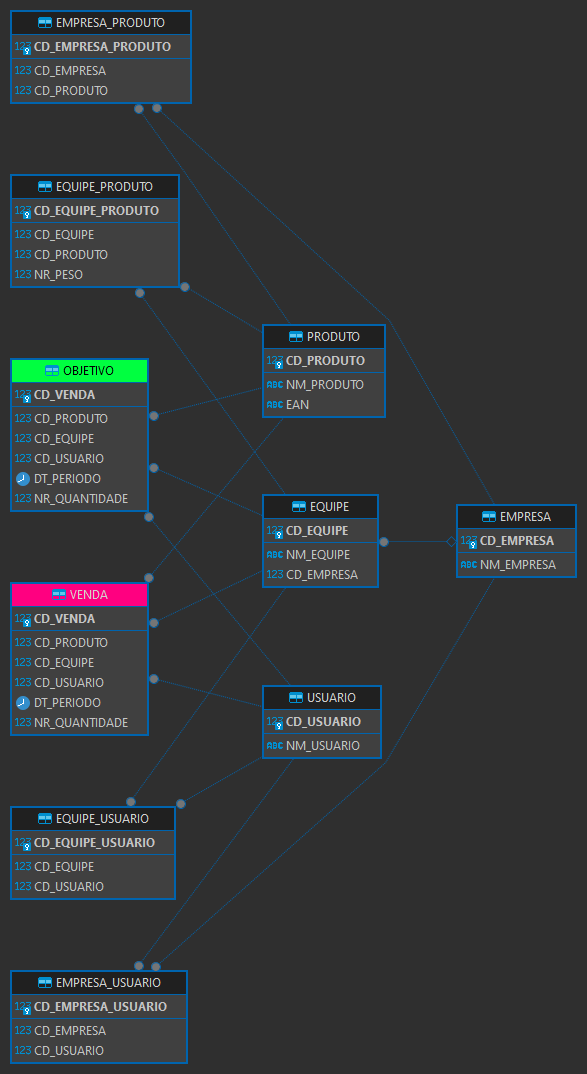 EMPRESA_PRODUTO
123 CD_EMPRESA_PRODUTO
123 CD_EMPRESA
123 CD_PRODUTO
EQUIPE_PRODUTO
123 CD_EQUIPE_PRODUTO
123 CD_EQUIPE
123 CD_PRODUTO
123 NR_PESO
PRODUTO
123 CD_PRODUTO
ABC NM_PRODUTO
ABC EAN
OBJETIVO
123 CD_VENDA
123 CD_PRODUTO
123 CD_EQUIPE
123 CD_USUARIO
DT_PERIODO
123 NR_QUANTIDADE
EQUIPE
123 CD_EQUIPE
ABC NM_EQUIPE
123 CD_EMPRESA
EMPRESA
123 CD_EMPRESA
ABC NM_EMPRESA
VENDA
123 CD_VENDA
123 CD_PRODUTO
123 CD_EQUIPE
123 CD_USUARIO
DT_PERIODO
123 NR_QUANTIDADE
USUARIO
123 CD_USUARIO
ABC NM_USUARIO
EQUIPE_USUARIO
123 CD_EQUIPE_USUARIO
123 CD_EQUIPE
123 CD_USUARIO
EMPRESA_USUARIO
123 CD_EMPRESA_USUARIO
123 CD_EMPRESA
123 CD_USUARIO